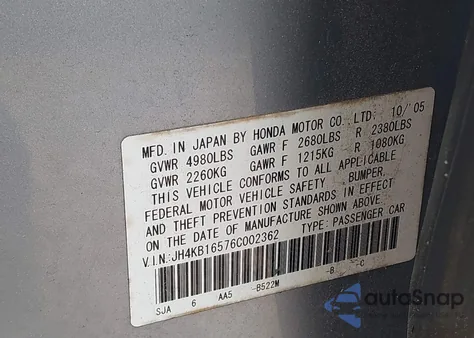 MFD. IN JAPAN BY HONDA MOTOR CO., LTD. 10/'05
GVWR 4980LBS GAWR F 2680LBS R 2380LBS
GVWR 2260KG GAWR F 1215KG R 1080KG
THIS VEHICLE CONFORMS TO ALL APPLICABLE
FEDERAL MOTOR VEHICLE SAFETY, BUMPER,
AND THEFT PREVENTION STANDARDS IN EFFECT
ON THE DATE OF MANUFACTURE SHOWN ABOVE.
V.I.N:JH4KB16576C002362 TYPE: PASSENGER CAR
SJA 6 AA5 -B522M -B -C
autoSnap